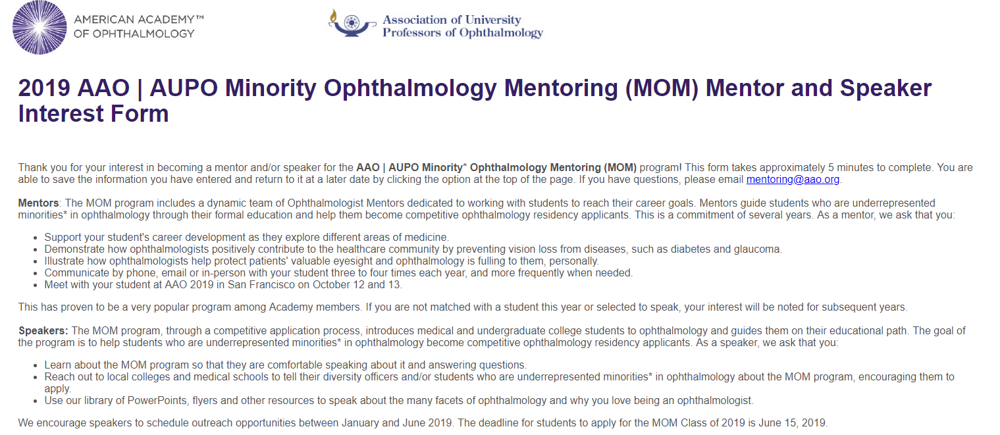 AMERICAN ACADEMY™
OF OPHTHALMOLOGY
Association of University
Professors of Ophthalmology
2019 AAO | AUPO Minority Ophthalmology Mentoring (MOM) Mentor and Speaker
Interest Form
Thank you for your interest in becoming a mentor and/or speaker for the AAO | AUPO Minority* Ophthalmology Mentoring (MOM) program! This form takes approximately 5 minutes to complete. You are
able to save the information you have entered and return to it at a later date by clicking the option at the top of the page. If you have questions, please email mentoring@aao.org.
Mentors: The MOM program includes a dynamic team of Ophthalmologist Mentors dedicated to working with students to reach their career goals. Mentors guide students who are underrepresented
minorities* in ophthalmology through their formal education and help them become competitive ophthalmology residency applicants. This is a commitment of several years. As a mentor, we ask that you:
• Support your student's career development as they explore different areas of medicine.
• Demonstrate how ophthalmologists positively contribute to the healthcare community by preventing vision loss from diseases, such as diabetes and glaucoma.
• Illustrate how ophthalmologists help protect patients' valuable eyesight and ophthalmology is fulling to them, personally.
• Communicate by phone, email or in-person with your student three to four times each year, and more frequently when needed.
• Meet with your student at AAO 2019 in San Francisco on October 12 and 13.
This has proven to be a very popular program among Academy members. If you are not matched with a student this year or selected to speak, your interest will be noted for subsequent years.
Speakers: The MOM program, through a competitive application process, introduces medical and undergraduate college students to ophthalmology and guides them on their educational path. The goal of
the program is to help students who are underrepresented minorities* in ophthalmology become competitive ophthalmology residency applicants. As a speaker, we ask that you:
• Learn about the MOM program so that they are comfortable speaking about it and answering questions.
• Reach out to local colleges and medical schools to tell their diversity officers and/or students who are underrepresented minorities* in ophthalmology about the MOM program, encouraging them to
apply.
• Use our library of PowerPoints, flyers and other resources to speak about the many facets of ophthalmology and why you love being an ophthalmologist.
We encourage speakers to schedule outreach opportunities between January and June 2019. The deadline for students to apply for the MOM Class of 2019 is June 15, 2019.